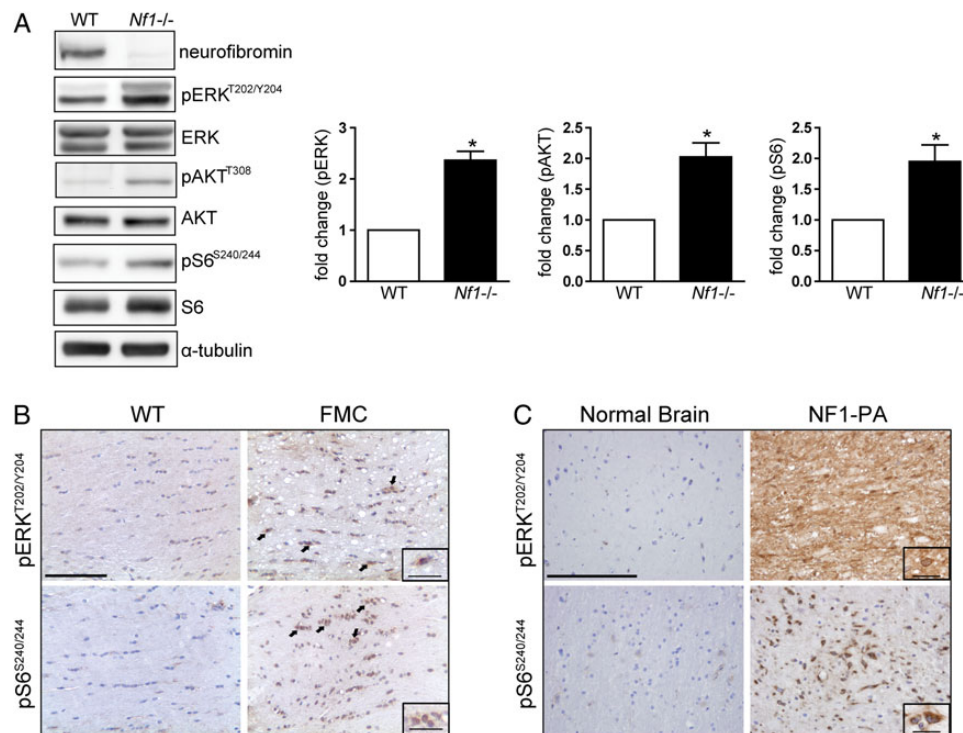 A
WT Nf1-/-
neurofibromin
pERK^T202/Y204
ERK
pAKT^T308
AKT
pS6^S240/244
S6
α-tubulin
fold change (pERK)
3
2
1
0
*
WT Nf1-/-
fold change (pAKT)
2.5
2.0
1.5
1.0
0.5
0.0
*
WT Nf1-/-
fold change (pS6)
2.5
2.0
1.5
1.0
0.5
0.0
*
WT Nf1-/-
B
WT FMC
pERK^T202/Y204
pS6^S240/244
C
Normal Brain NF1-PA
pERK^T202/Y204
pS6^S240/244